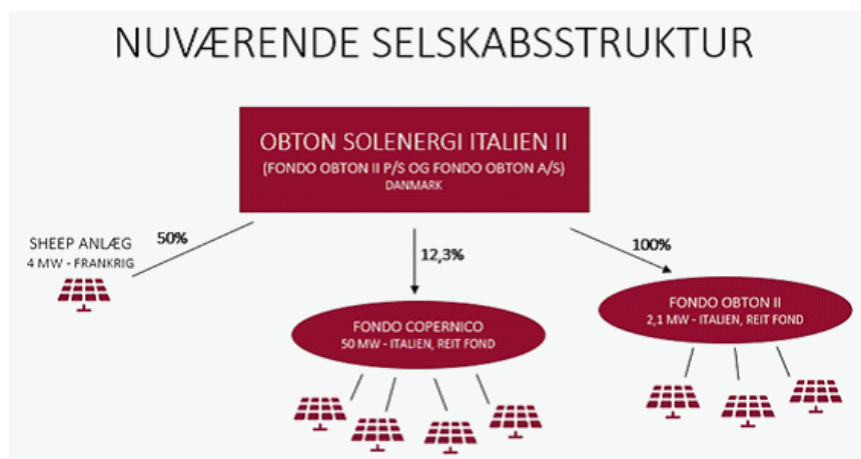 NUVÆRENDE SELSKABSSTRUKTUR
OBTON SOLENERGI ITALIEN II
(FONDO OBTON II P/S OG FONDO OBTON A/S)
DANMARK
50%
12,3%
100%
SHEEP ANLÆG
4 MW - FRANKRIG
FONDO COPERNICO
50 MW - ITALIEN, REIT FOND
FONDO OBTON II
2,1 MW - ITALIEN, REIT FOND